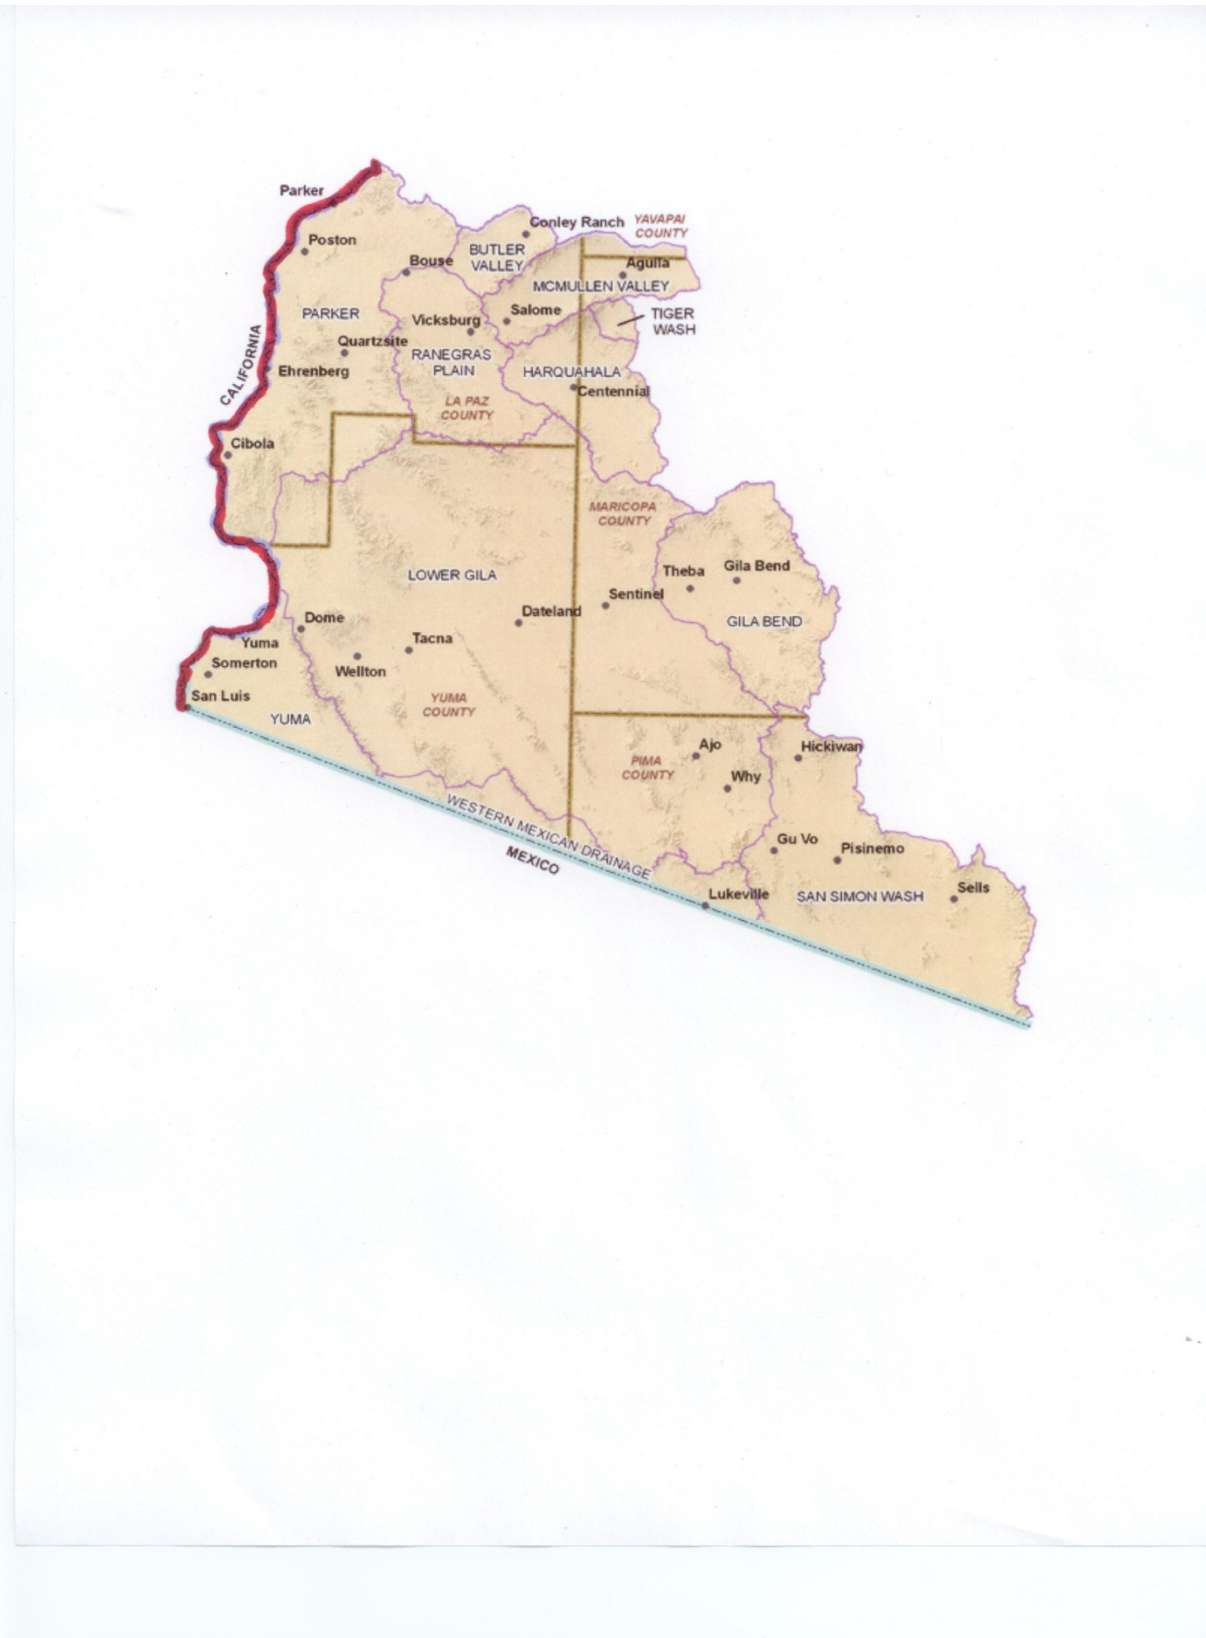 Parker
Conley Ranch
YAVAPAI
COUNTY
Poston
BUTLER
VALLEY
Bouse
Aguila
MCMULLEN VALLEY
PARKER
Vicksburg
Salome
TIGER
WASH
Quartzsite
RANEGRAS
PLAIN
HARQUAHALA
CALIFORNIA
Ehrenberg
Centennial
LA PAZ
COUNTY
Cibola
MARICOPA
COUNTY
LOWER GILA
Theba
Gila Bend
Sentinel
Dateland
GILA BEND
Dome
Tacna
Yuma
Somerton
Wellton
San Luis
YUMA
YUMA
COUNTY
Ajo
Hickiwan
PIMA
COUNTY
Why
WESTERN MEXICAN DRAINAGE
MEXICO
Gu Vo
Pisinemo
Lukeville
SAN SIMON WASH
Sells